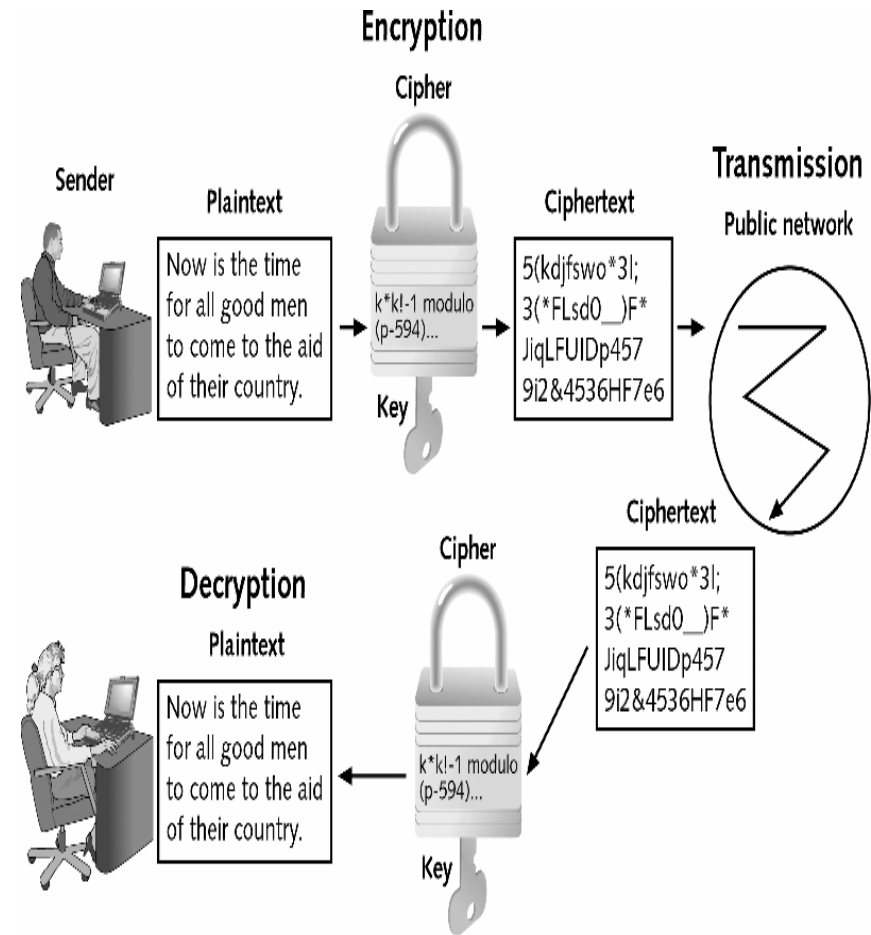 Encryption
Cipher
Sender
Plaintext
Now is the time
for all good men
to come to the aid
of their country.
k*k!-1 modulo
(p-594)...
Key
Ciphertext
5(kdjfswo*3l;
3(*FLsd0__)F*
JiqLFUIDp457
9i2&4536HF7e6
Transmission
Public network
Ciphertext
5(kdjfswo*3l;
3(*FLsd0__)F*
JiqLFUIDp457
9i2&4536HF7e6
Cipher
k*k!-1 modulo
(p-594)...
Key
Decryption
Plaintext
Now is the time
for all good men
to come to the aid
of their country.